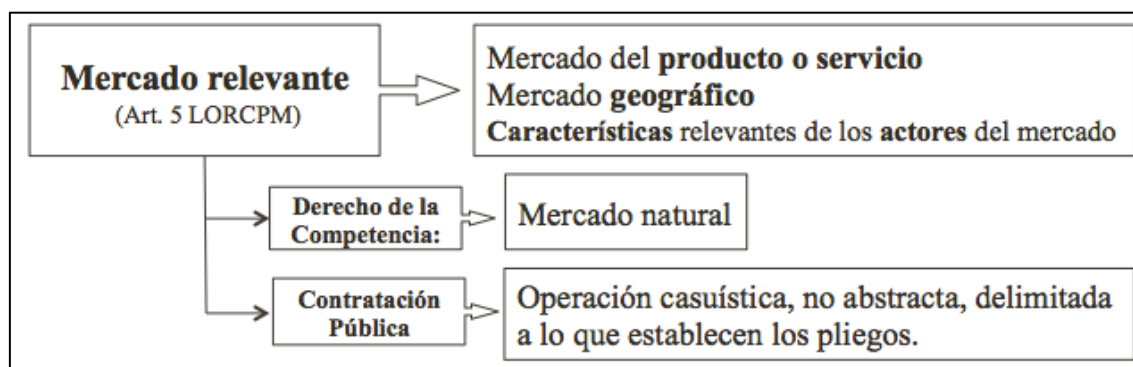 Mercado relevante
(Art. 5 LORCPM)
Mercado del producto o servicio
Mercado geográfico
Características relevantes de los actores del mercado
Derecho de la
Competencia:
Mercado natural
Contratación
Pública
Operación casuística, no abstracta, delimitada
a lo que establecen los pliegos.